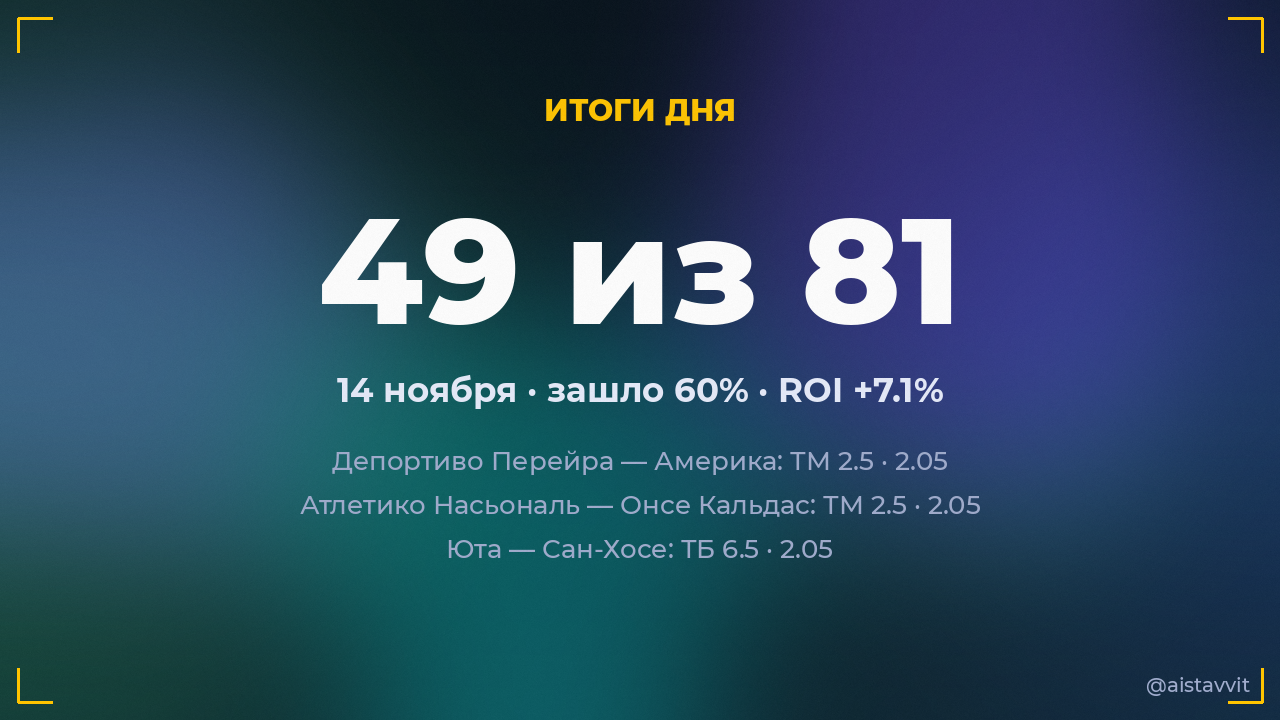 ИТОГИ ДНЯ
49 из 81
14 ноября · зашло 60% · ROI +7.1%
Депортиво Перейра — Америка: ТМ 2.5 · 2.05
Атлетико Насьональ — Онсе Кальдас: ТМ 2.5 · 2.05
Юта — Сан-Хосе: ТБ 6.5 · 2.05
@aistavvit